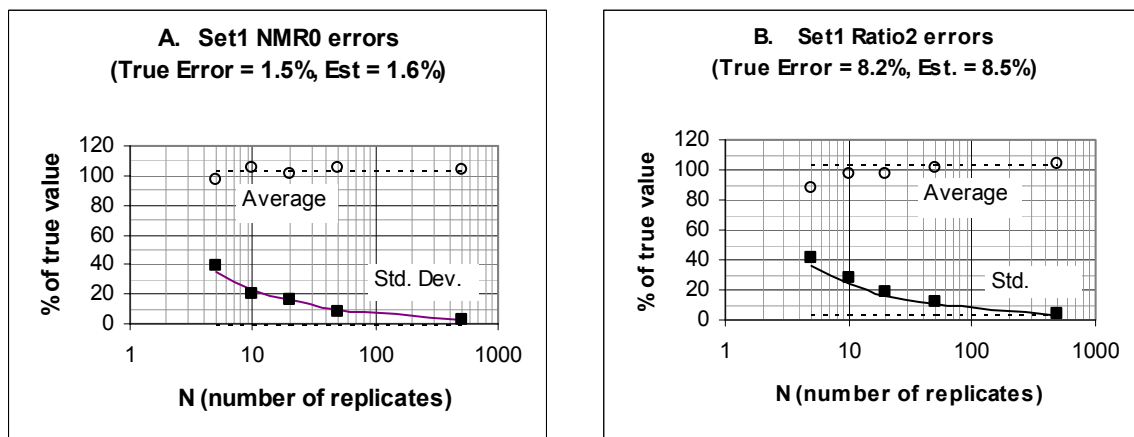 A. Set1 NMR0 errors
(True Error = 1.5%, Est = 1.6%)
% of true value
120
100
80
60
40
20
0
Average
Std. Dev.
1
10
100
1000
N (number of replicates)
B. Set1 Ratio2 errors
(True Error = 8.2%, Est. = 8.5%)
% of true value
120
100
80
60
40
20
0
Average
Std.
1
10
100
1000
N (number of replicates)